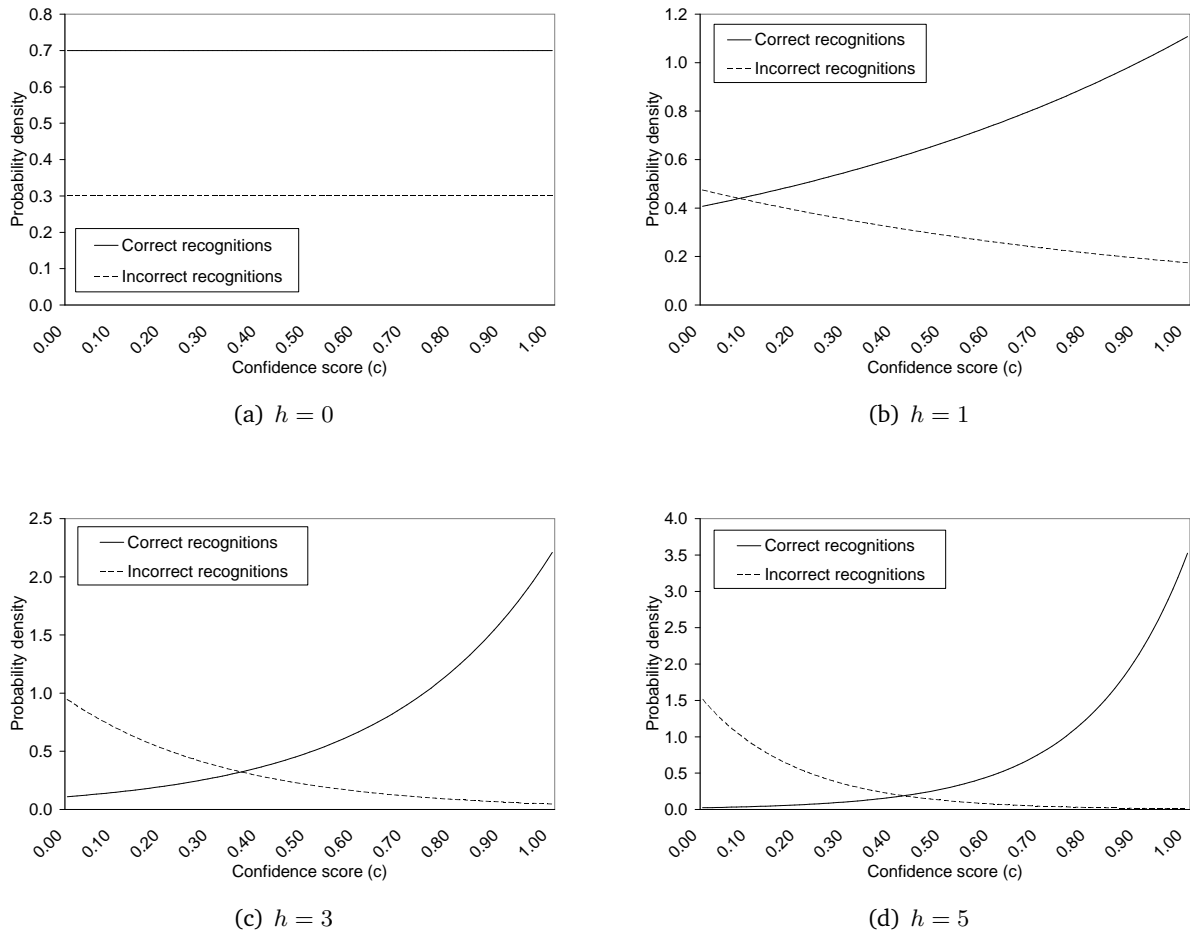 0.8
0.7
0.6
0.5
0.4
0.3
0.2
0.1
0.0
Probability density
Correct recognitions
Incorrect recognitions
0.00 0.10 0.20 0.30 0.40 0.50 0.60 0.70 0.80 0.90 1.00
Confidence score (c)
(a) h = 0
1.2
1.0
0.8
0.6
0.4
0.2
0.0
Probability density
Correct recognitions
Incorrect recognitions
0.00 0.10 0.20 0.30 0.40 0.50 0.60 0.70 0.80 0.90 1.00
Confidence score (c)
(b) h = 1
2.5
2.0
1.5
1.0
0.5
0.0
Probability density
Correct recognitions
Incorrect recognitions
0.00 0.10 0.20 0.30 0.40 0.50 0.60 0.70 0.80 0.90 1.00
Confidence score (c)
(c) h = 3
4.0
3.5
3.0
2.5
2.0
1.5
1.0
0.5
0.0
Probability density
Correct recognitions
Incorrect recognitions
0.00 0.10 0.20 0.30 0.40 0.50 0.60 0.70 0.80 0.90 1.00
Confidence score (c)
(d) h = 5